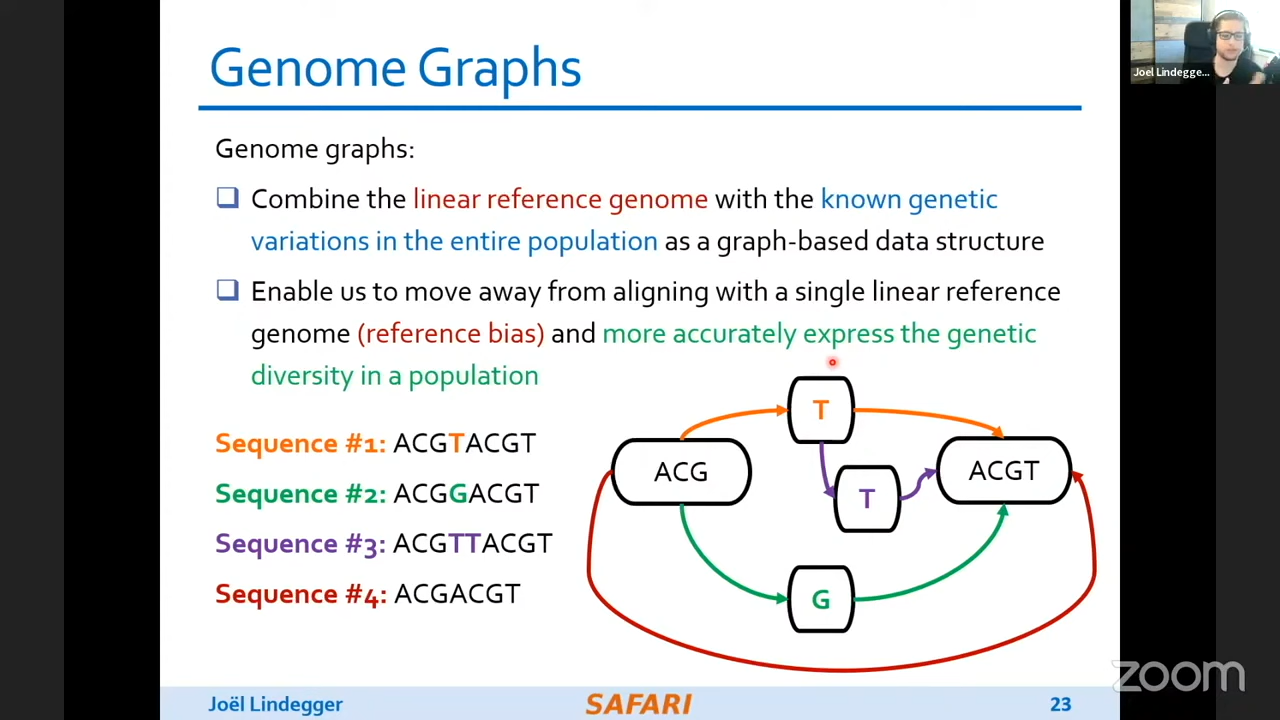 Genome Graphs
Joel Lindegge...
Genome graphs:
Combine the linear reference genome with the known genetic
variations in the entire population as a graph-based data structure
Enable us to move away from aligning with a single linear reference
genome (reference bias) and more accurately express the genetic
diversity in a population
Sequence #1: ACGTACGT
Sequence #2: ACGGACGT
Sequence #3: ACGTTACGT
Sequence #4: ACGACGT
T
ACG
ACGT
T
G
zoom
Joël Lindegger
SAFARI
23